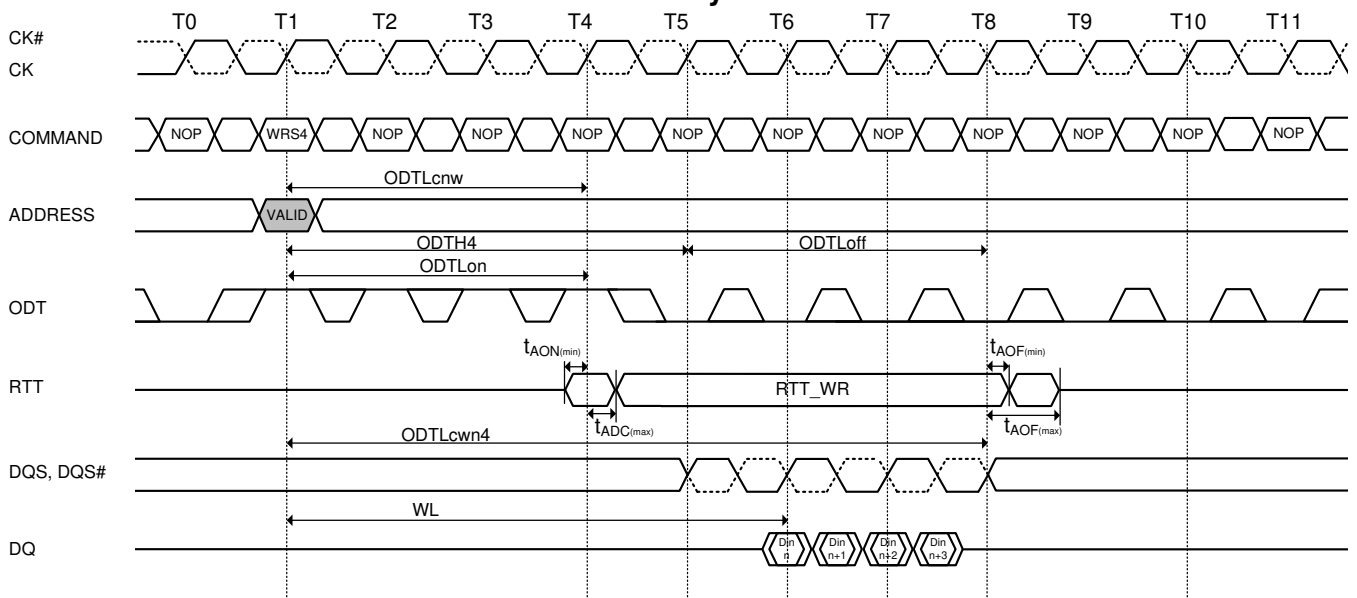 T0 T1 T2 T3 T4 T5 T6 T7 T8 T9 T10 T11
CK#
CK
COMMAND NOP WRS4 NOP NOP NOP NOP NOP NOP NOP NOP NOP NOP
ODTLcnw
ADDRESS VALID
ODTH4 ODTLoff
ODTLon
ODT
tAON(min) tAOF(min)
RTT RTT_WR
tADC(max) tAOF(max)
ODTLcwn4
DQS, DQS#
WL
DQ Din n Din n+1 Din n+2 Din n+3